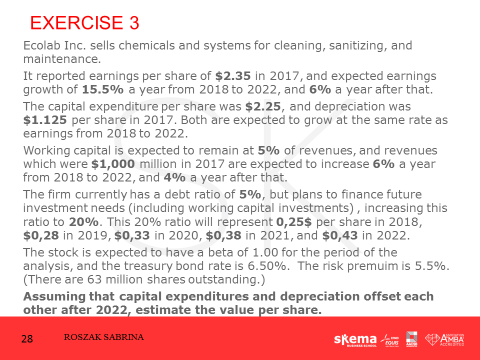 EXERCISE 3
Ecolab Inc. sells chemicals and systems for cleaning, sanitizing, and
maintenance.
It reported earnings per share of $2.35 in 2017, and expected earnings
growth of 15.5% a year from 2018 to 2022, and 6% a year after that.
The capital expenditure per share was $2.25, and depreciation was
$1.125 per share in 2017. Both are expected to grow at the same rate as
earnings from 2018 to 2022.
Working capital is expected to remain at 5% of revenues, and revenues
which were $1,000 million in 2017 are expected to increase 6% a year
from 2018 to 2022, and 4% a year after that.
The firm currently has a debt ratio of 5%, but plans to finance future
investment needs (including working capital investments) , increasing this
ratio to 20%. This 20% ratio will represent 0,25$ per share in 2018,
$0,28 in 2019, $0,33 in 2020, $0,38 in 2021, and $0,43 in 2022.
The stock is expected to have a beta of 1.00 for the period of the
analysis, and the treasury bond rate is 6.50%. The risk premuim is 5.5%.
(There are 63 million shares outstanding.)
Assuming that capital expenditures and depreciation offset each
other after 2022, estimate the value per share.
28 ROSZAK SABRINA
skema
BUSINESS SCHOOL
EQUIS
AMBA
ACCREDITED